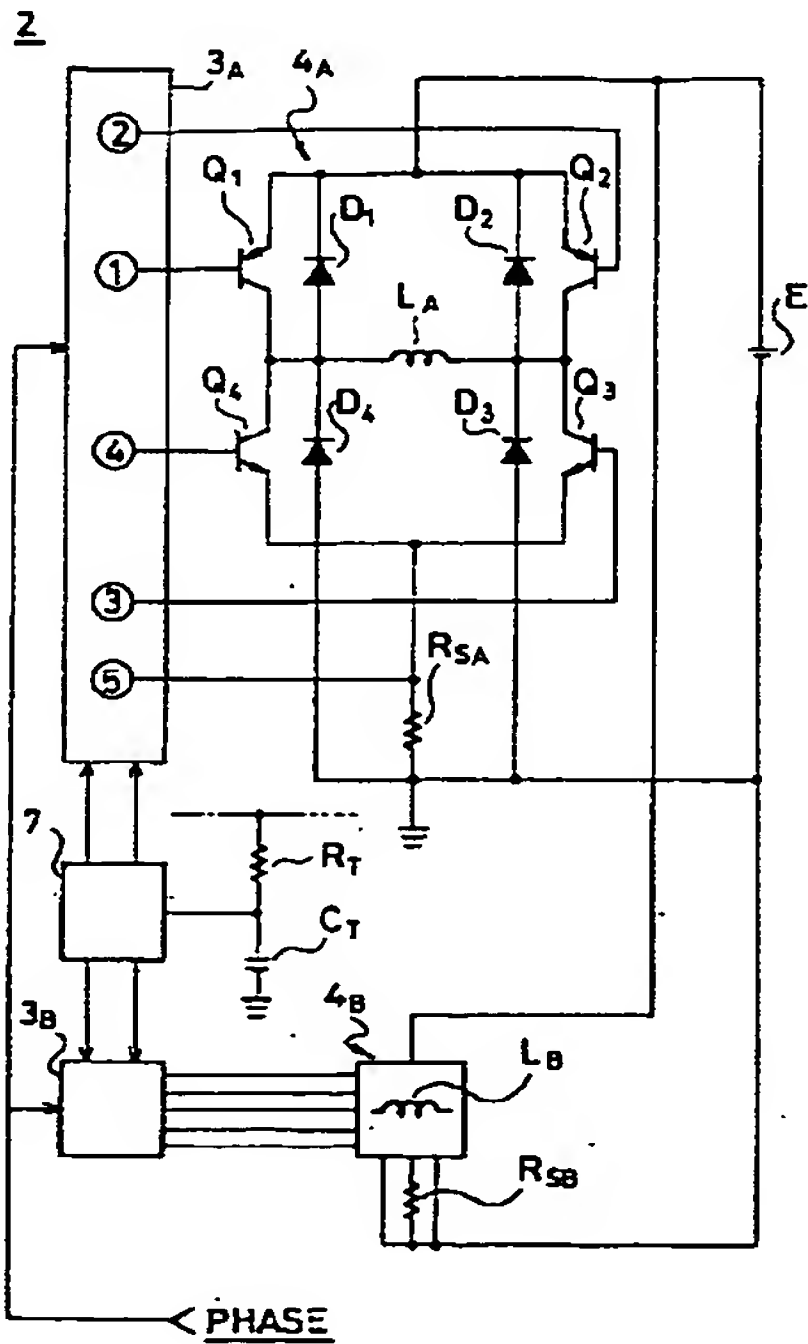 2
3A
4A
②
Q1
Q2
D1
D2
①
LA
E
Q4
Q3
D4
D3
④
③
RSA
⑤
7
RT
CT
3B
4B
LB
RSB
PHASE